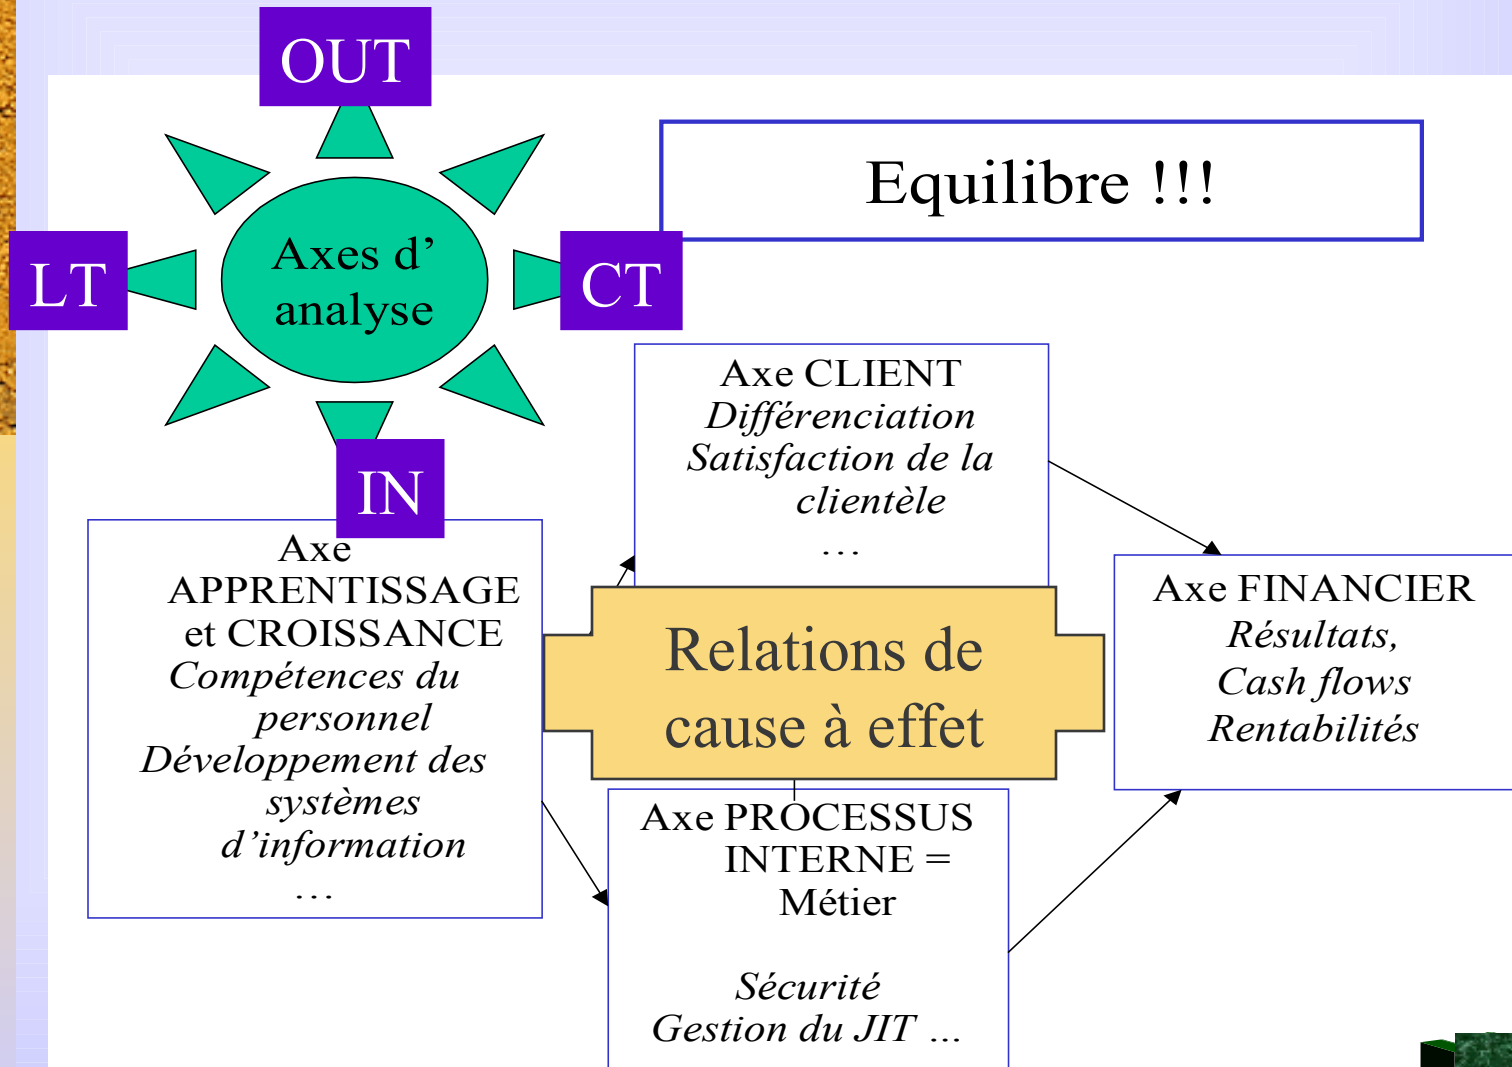 OUT
Equilibre !!!
Axes d’
analyse
LT
CT
IN
Axe CLIENT
Différenciation
Satisfaction de la
clientèle
…
Axe
APPRENTISSAGE
et CROISSANCE
Compétences du
personnel
Développement des
systèmes
d’information
…
Relations de
cause à effet
Axe FINANCIER
Résultats,
Cash flows
Rentabilités
Axe PROCESSUS
INTERNE =
Métier
Sécurité
Gestion du JIT ...